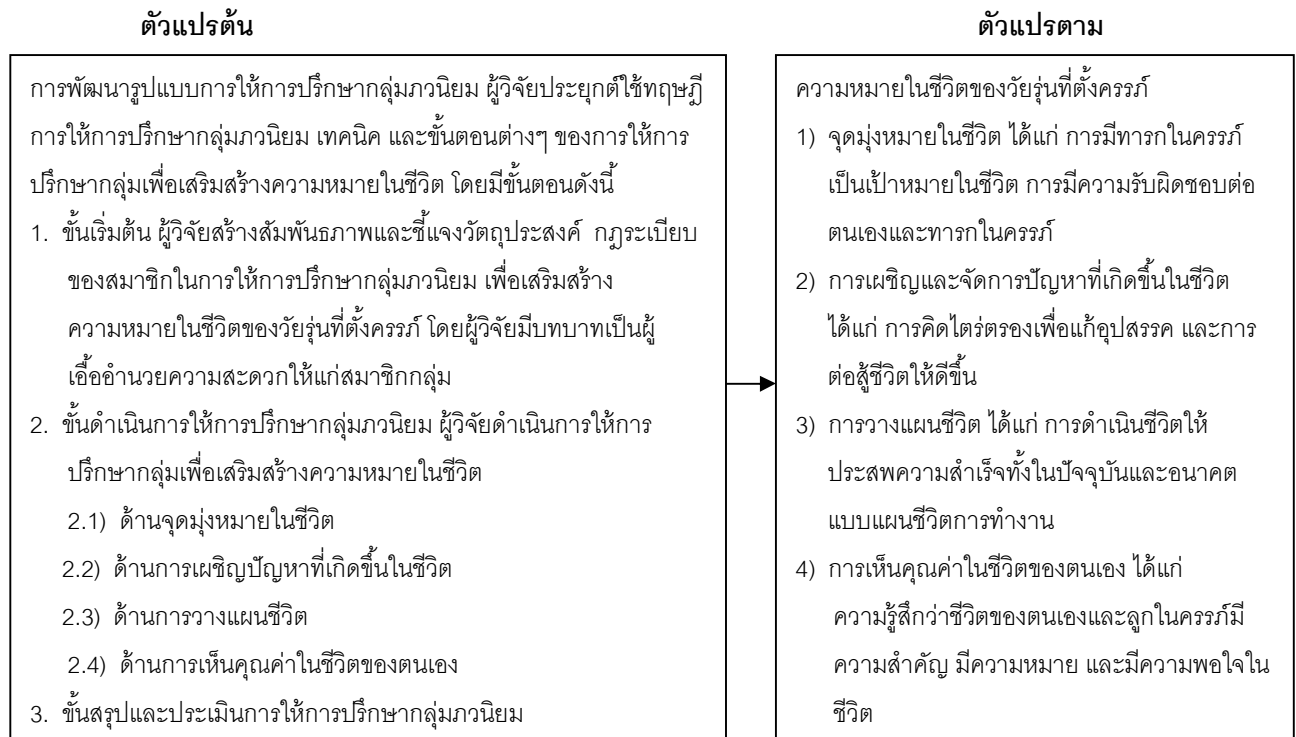 ตัวแปรต้น
การพัฒนารูปแบบการให้การปรึกษากลุ่มภวนิยม ผู้วิจัยประยุกต์ใช้ทฤษฎี
การให้การปรึกษากลุ่มภวนิยม เทคนิค และขั้นตอนต่างๆ ของการให้การ
ปรึกษากลุ่มเพื่อเสริมสร้างความหมายในชีวิต โดยมีขั้นตอนดังนี้
1. ขั้นเริ่มต้น ผู้วิจัยสร้างสัมพันธภาพและชี้แจงวัตถุประสงค์ กฎระเบียบ
ของสมาชิกในการให้การปรึกษากลุ่มภวนิยม เพื่อเสริมสร้าง
ความหมายในชีวิตของวัยรุ่นที่ตั้งครรภ์ โดยผู้วิจัยมีบทบาทเป็นผู้
เอื้ออำนวยความสะดวกให้แก่สมาชิกกลุ่ม
2. ขั้นดำเนินการให้การปรึกษากลุ่มภวนิยม ผู้วิจัยดำเนินการให้การ
ปรึกษากลุ่มเพื่อเสริมสร้างความหมายในชีวิต
2.1) ด้านจุดมุ่งหมายในชีวิต
2.2) ด้านการเผชิญปัญหาที่เกิดขึ้นในชีวิต
2.3) ด้านการวางแผนชีวิต
2.4) ด้านการเห็นคุณค่าในชีวิตของตนเอง
3. ขั้นสรุปและประเมินการให้การปรึกษากลุ่มภวนิยม
ตัวแปรตาม
ความหมายในชีวิตของวัยรุ่นที่ตั้งครรภ์
1) จุดมุ่งหมายในชีวิต ได้แก่ การมีทารกในครรภ์
เป็นเป้าหมายในชีวิต การมีความรับผิดชอบต่อ
ตนเองและทารกในครรภ์
2) การเผชิญและจัดการปัญหาที่เกิดขึ้นในชีวิต
ได้แก่ การคิดไตร่ตรองเพื่อแก้อุปสรรค และการ
ต่อสู้ชีวิตให้ดีขึ้น
3) การวางแผนชีวิต ได้แก่ การดำเนินชีวิตให้
ประสพความสำเร็จทั้งในปัจจุบันและอนาคต
แบบแผนชีวิตการทำงาน
4) การเห็นคุณค่าในชีวิตของตนเอง ได้แก่
ความรู้สึกว่าชีวิตของตนเองและลูกในครรภ์มี
ความสำคัญ มีความหมาย และมีความพอใจใน
ชีวิต